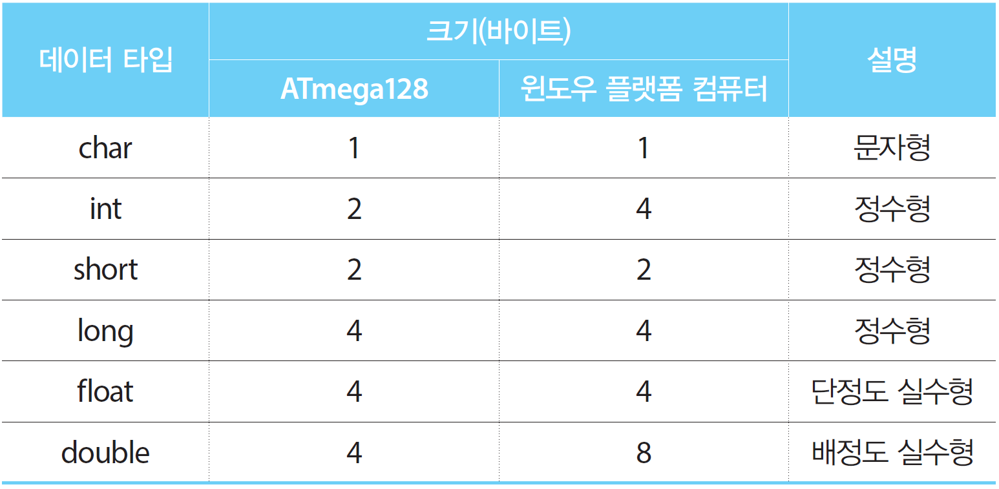 데이터 타입 크기(바이트) 설명
ATmega128 윈도우 플랫폼 컴퓨터
char 1 1 문자형
int 2 4 정수형
short 2 2 정수형
long 4 4 정수형
float 4 4 단정도 실수형
double 4 8 배정도 실수형